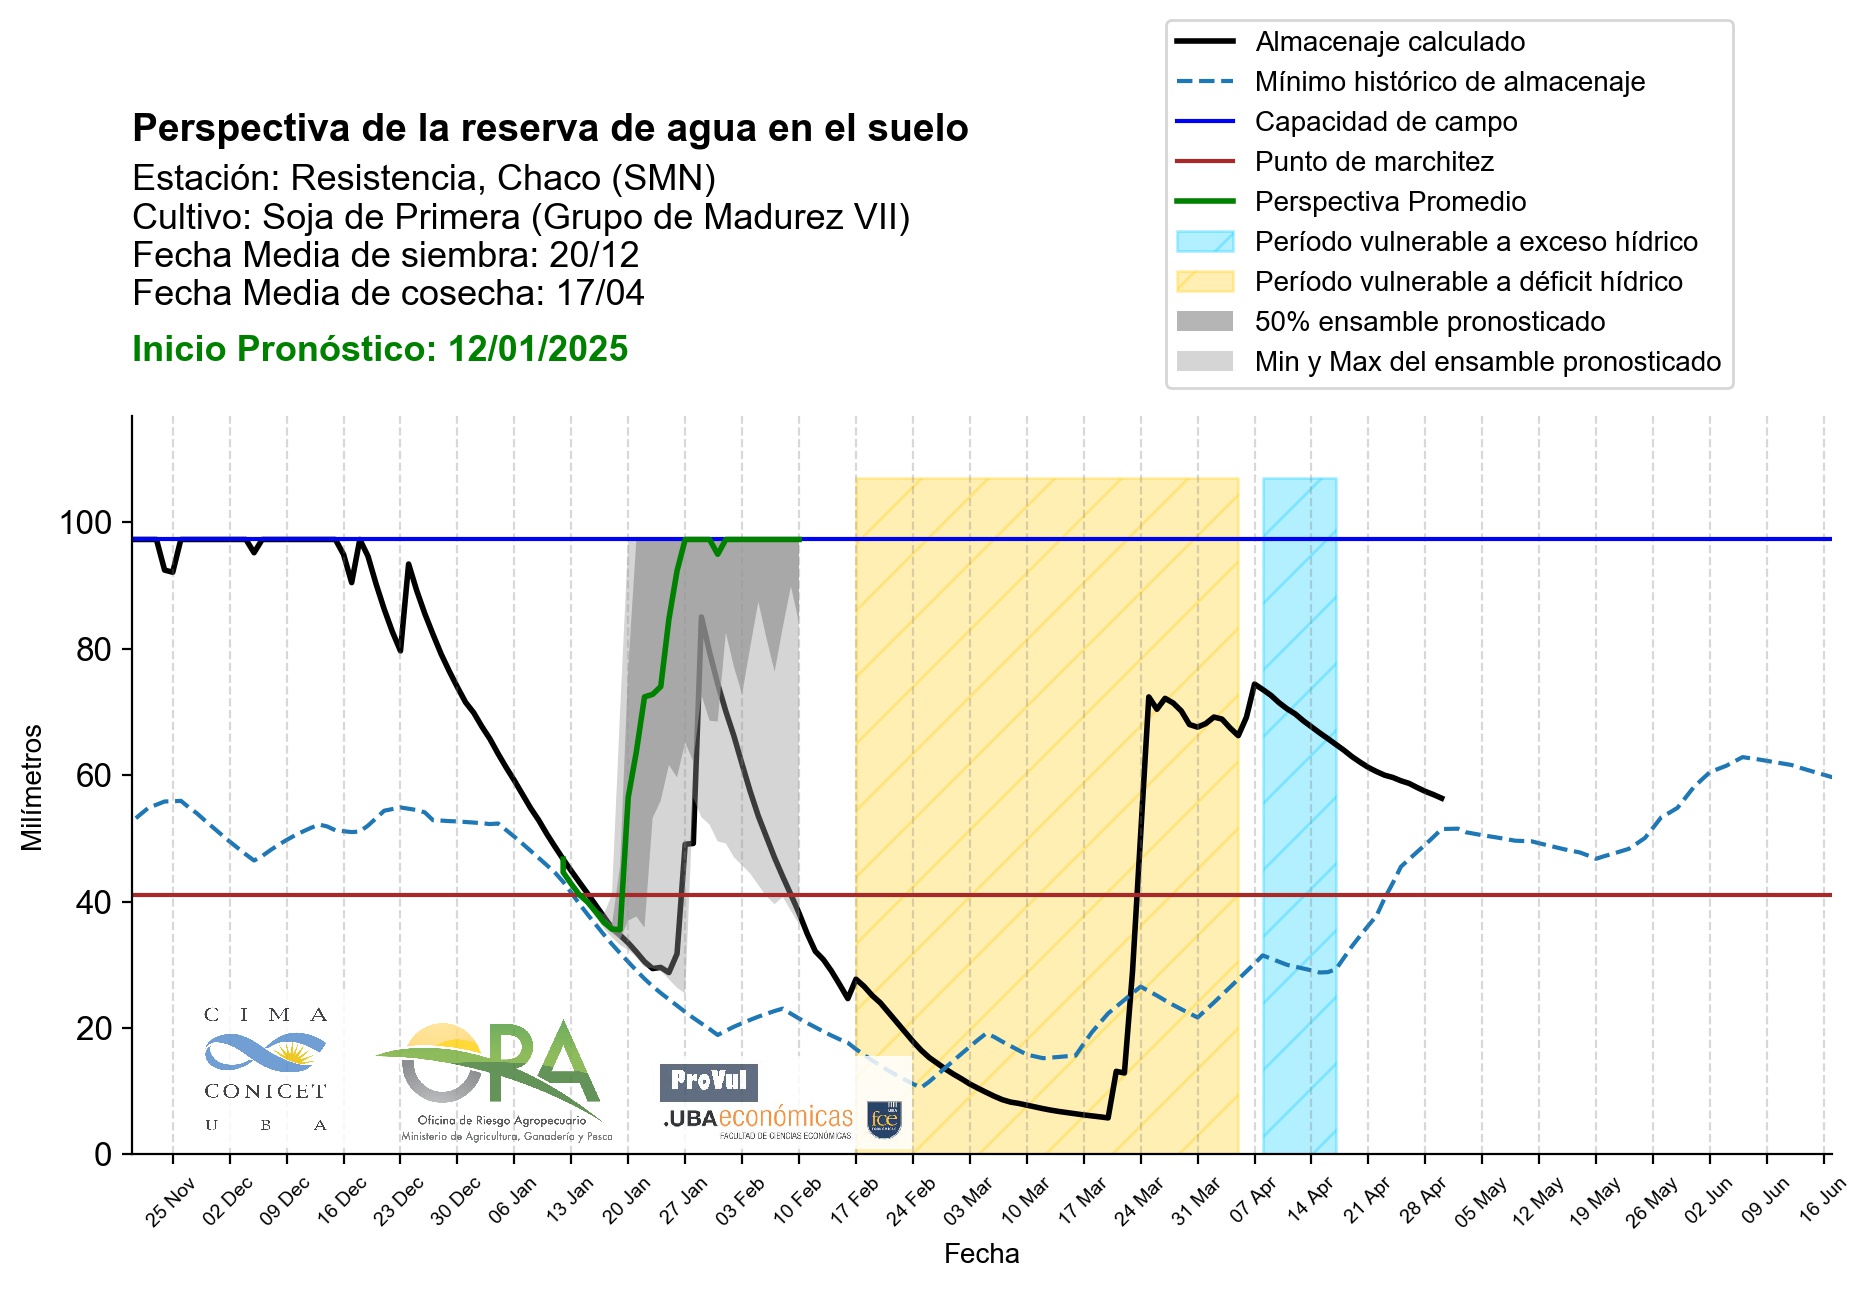 Perspectiva de la reserva de agua en el suelo
Estación: Resistencia, Chaco (SMN)
Cultivo: Soja de Primera (Grupo de Madurez VII)
Fecha Media de siembra: 20/12
Fecha Media de cosecha: 17/04
Inicio Pronóstico: 12/01/2025
Almacenaje calculado
Mínimo histórico de almacenaje
Capacidad de campo
Punto de marchitez
Perspectiva Promedio
Período vulnerable a exceso hídrico
Período vulnerable a déficit hídrico
50% ensamble pronosticado
Min y Max del ensamble pronosticado
Milímetros
100
80
60
40
20
0
25 Nov
02 Dec
09 Dec
16 Dec
23 Dec
30 Dec
06 Jan
13 Jan
20 Jan
27 Jan
03 Feb
10 Feb
17 Feb
24 Feb
03 Mar
10 Mar
17 Mar
24 Mar
31 Mar
07 Apr
14 Apr
21 Apr
28 Apr
05 May
12 May
19 May
26 May
02 Jun
09 Jun
16 Jun
Fecha
CIMA
CONICET
UBA
ORA
Oficina de Riesgo Agropecuario
Ministerio de Agricultura, Ganadería y Pesca
ProVul
.UBAeconómicas
FACULTAD DE CIENCIAS ECONÓMICAS
fce